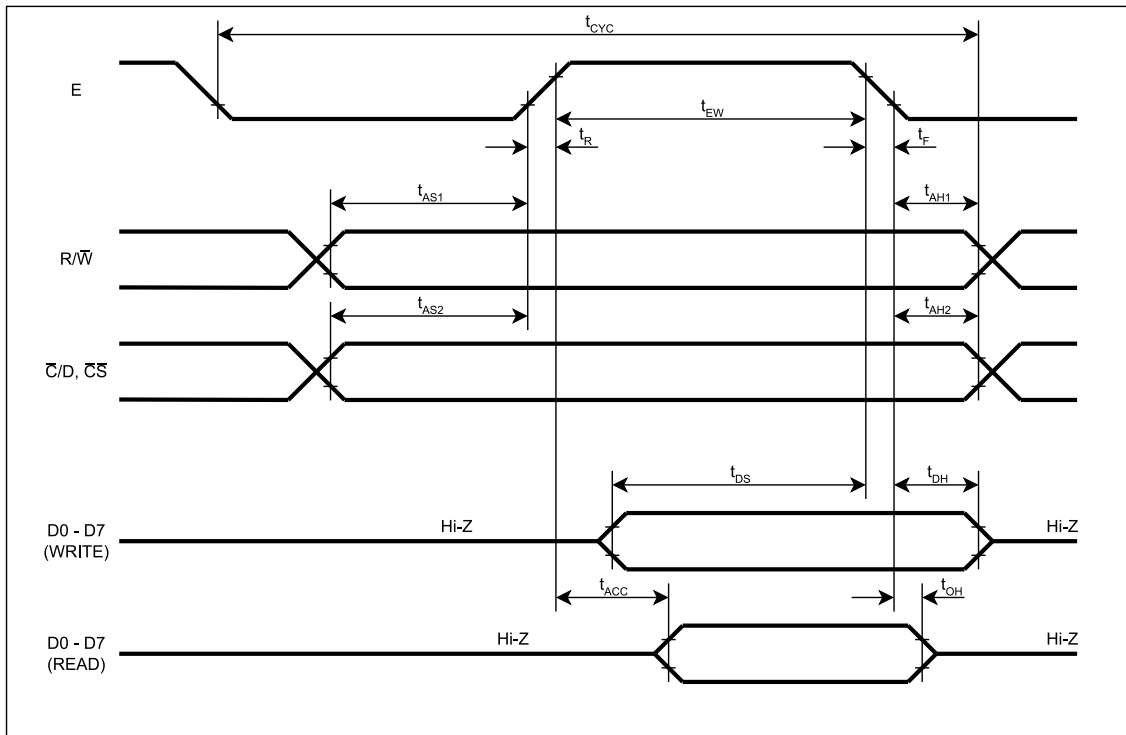 tCYC
E
tEW
tR
tF
tAS1
tAH1
R/W̅
tAS2
tAH2
C̅/D, C̅S̅
tDS
tDH
D0 - D7
(WRITE)
Hi-Z
Hi-Z
tACC
tOH
D0 - D7
(READ)
Hi-Z
Hi-Z